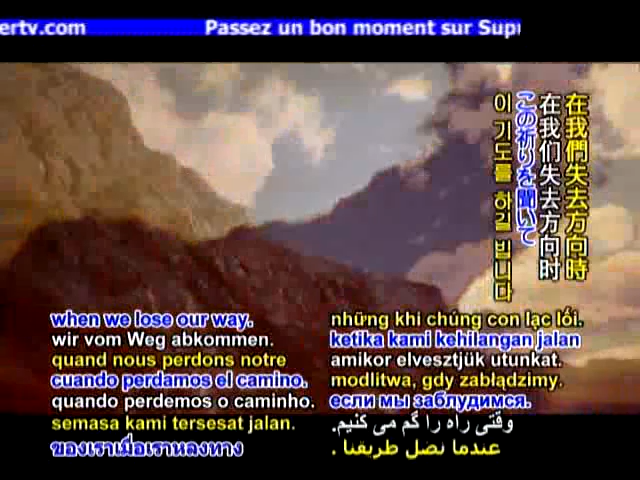 ertv.com
Passez un bon moment sur Sup
在我們失去方向時
在我们失去方向时
この祈りを聞いて
이 기도를 하길 빕니다
when we lose our way.
wir vom Weg abkommen.
quand nous perdons notre
cuando perdamos el camino.
quando perdemos o caminho.
semasa kami tersesat jalan.
ของเราเมื่อเราหลงทาง
những khi chúng con lạc lối.
ketika kami kehilangan jalan
amikor elvesztjük utunkat.
modlitwa, gdy zabłądzimy.
если мы заблудимся.
وقتی راه را گم می کنیم.
عندما نضل طريقنا .